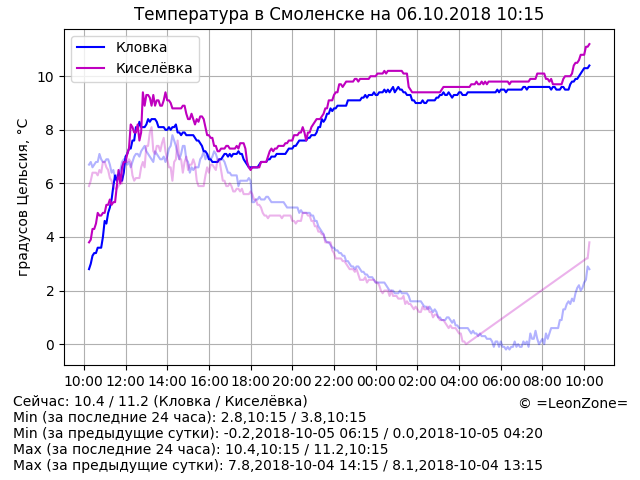 Температура в Смоленске на 06.10.2018 10:15
Кловка
Киселёвка
градусов Цельсия, °C
10
8
6
4
2
0
10:00 12:00 14:00 16:00 18:00 20:00 22:00 00:00 02:00 04:00 06:00 08:00 10:00
Сейчас: 10.4 / 11.2 (Кловка / Киселёвка)
© =LeonZone=
Min (за последние 24 часа): 2.8,10:15 / 3.8,10:15
Min (за предыдущие сутки): -0.2,2018-10-05 06:15 / 0.0,2018-10-05 04:20
Max (за последние 24 часа): 10.4,10:15 / 11.2,10:15
Max (за предыдущие сутки): 7.8,2018-10-04 14:15 / 8.1,2018-10-04 13:15